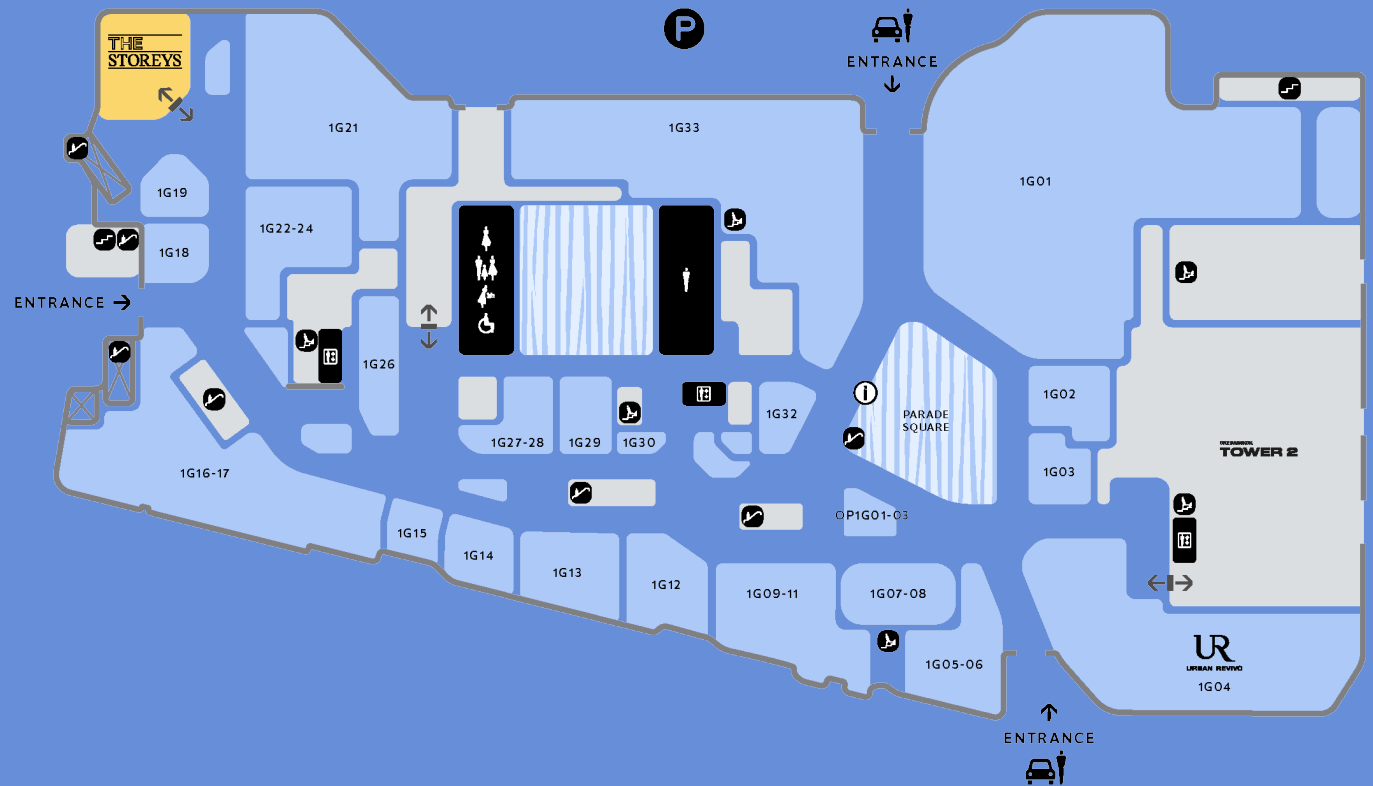 P
ENTRANCE
THE
STOREYS
1G21
1G33
1G01
1G19
1G22-24
1G18
ENTRANCE
1G26
1G02
1G32
PARADE
SQUARE
1G27-28
1G29
1G30
TOWER 2
1G16-17
1G03
OP1G01-03
1G15
1G14
1G13
1G12
1G09-11
1G07-08
UR
URBAN REVIVO
1G05-06
1G04
ENTRANCE